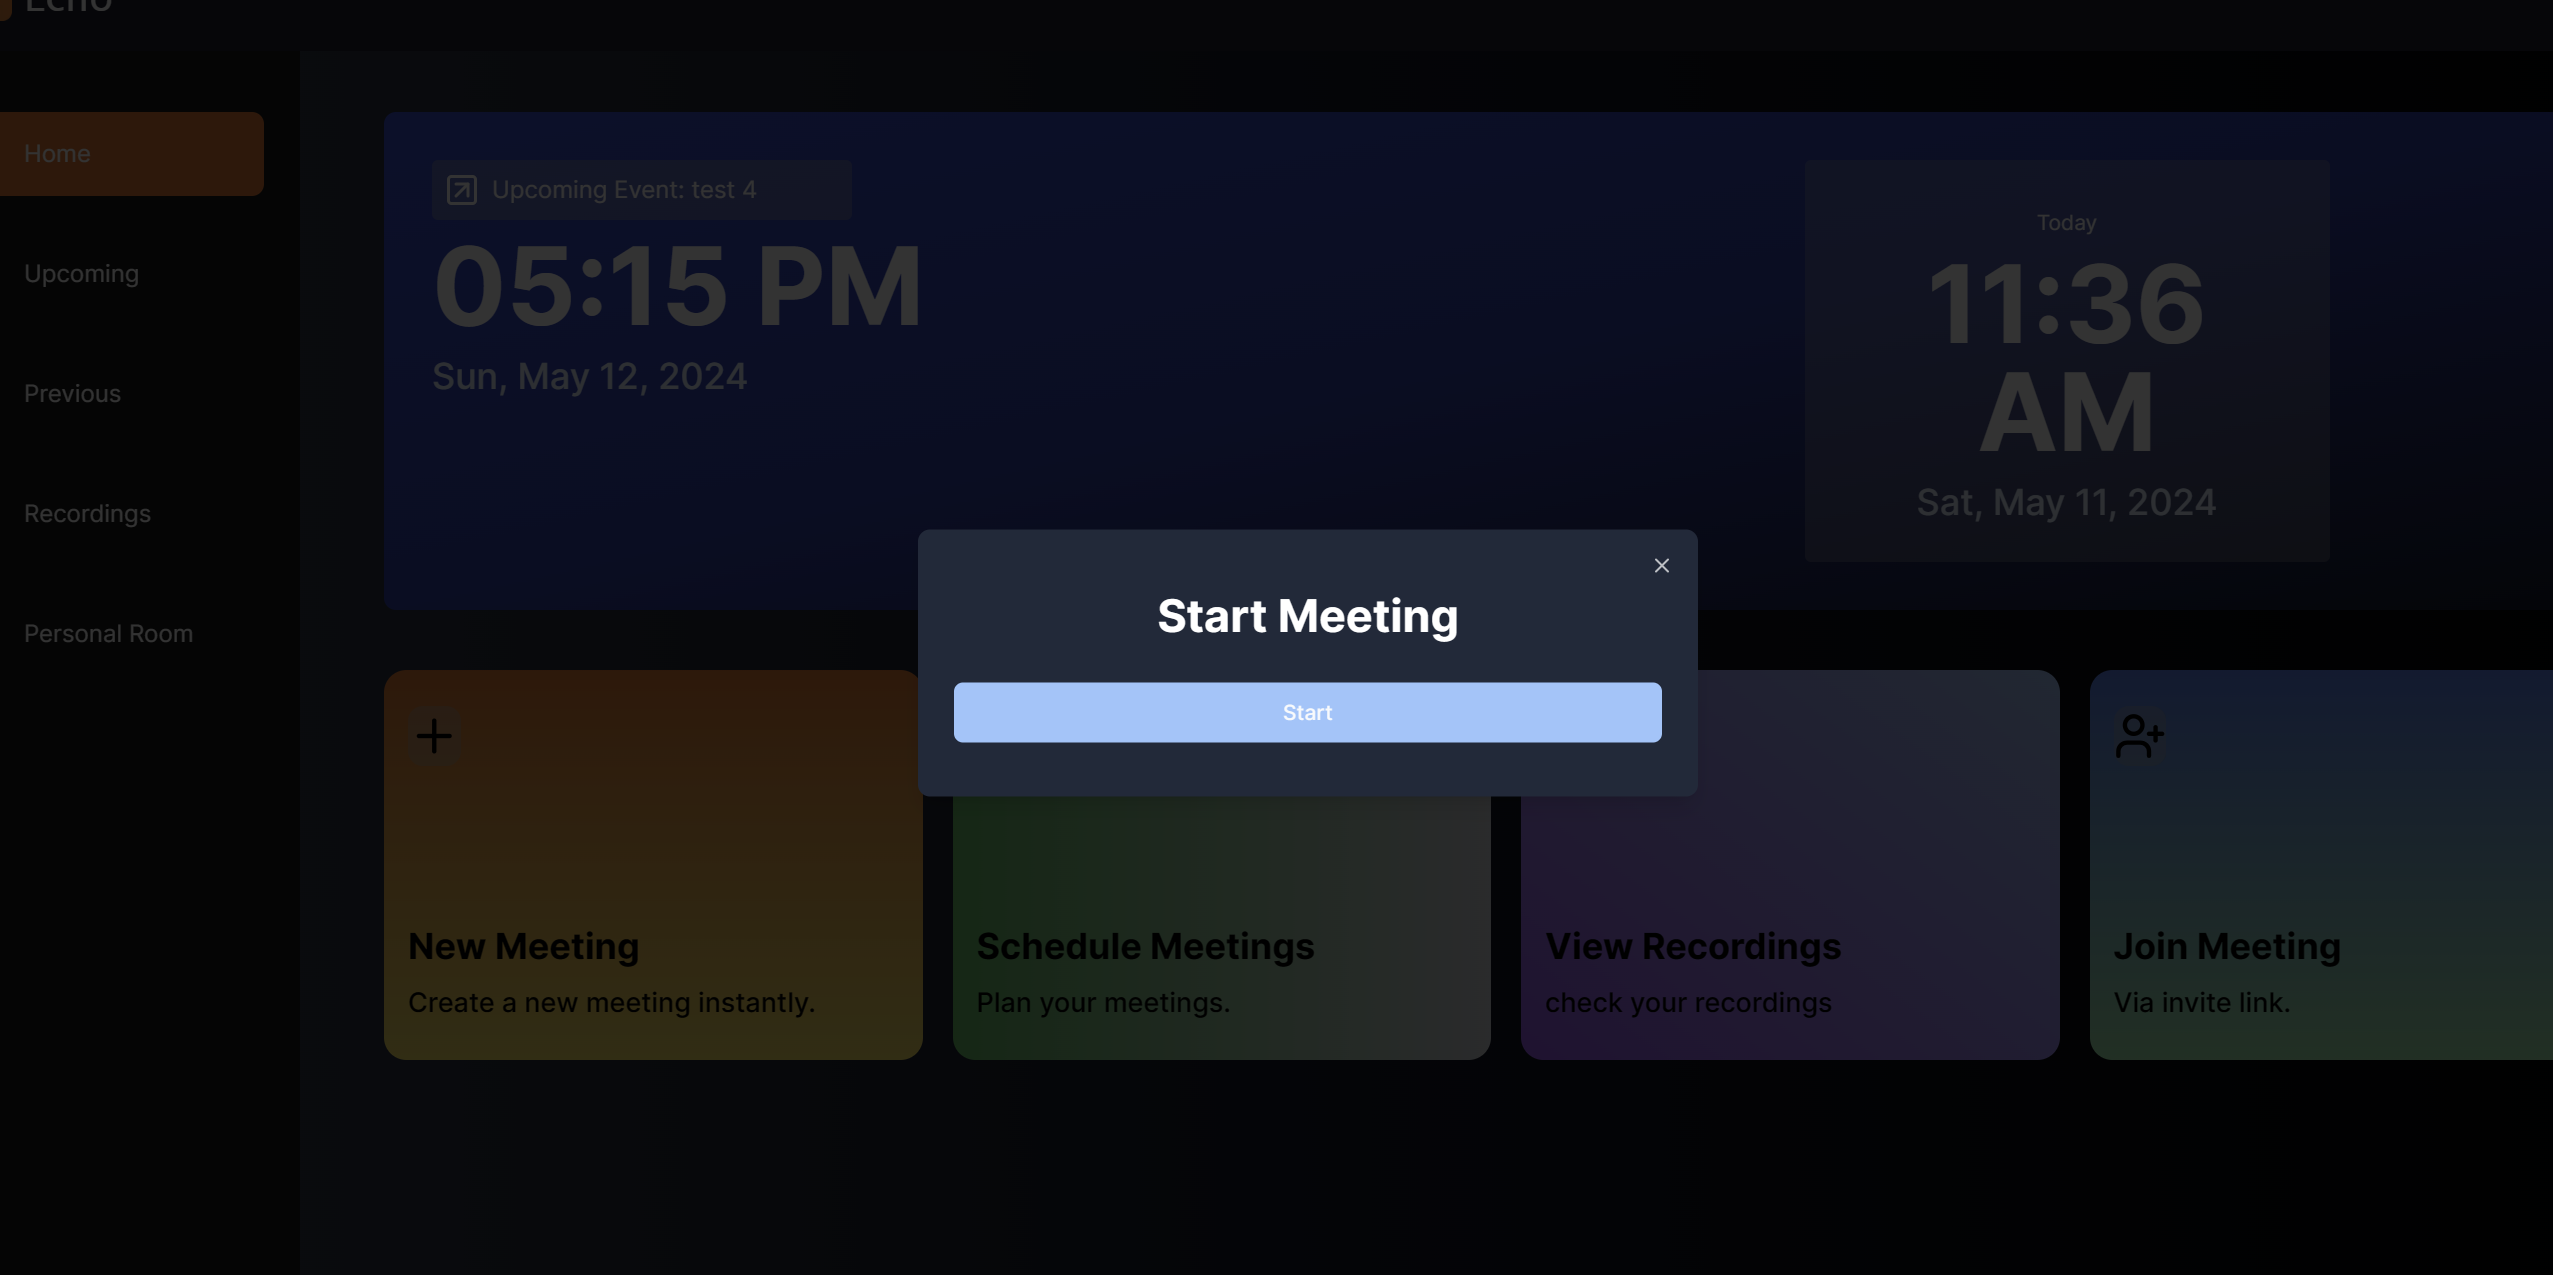 Echo
Home
Upcoming
Previous
Recordings
Personal Room
Upcoming Event: test 4
05:15 PM
Sun, May 12, 2024
Today
11:36
AM
Sat, May 11, 2024
Start Meeting
Start
New Meeting
Create a new meeting instantly.
Schedule Meetings
Plan your meetings.
View Recordings
check your recordings
Join Meeting
Via invite link.